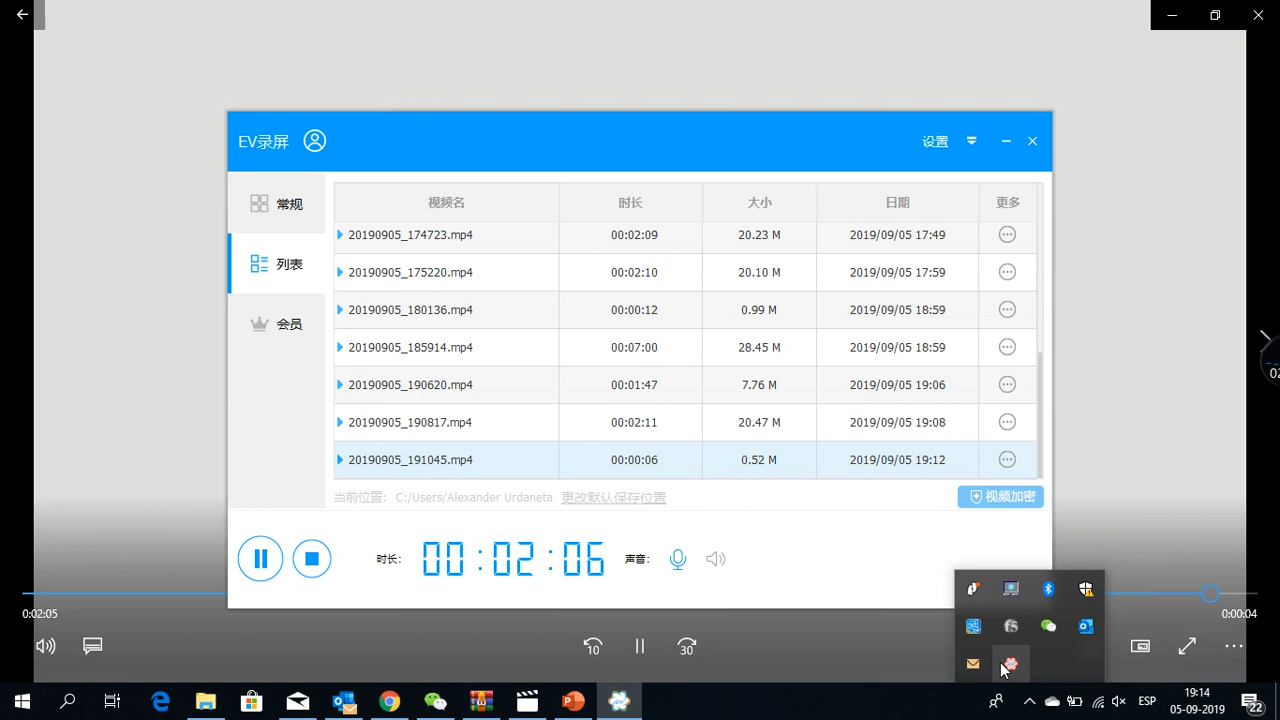 EV录屏 设置
常规
列表
会员
视频名 时长 大小 日期 更多
20190905_174723.mp4 00:02:09 20.23 M 2019/09/05 17:49
20190905_175220.mp4 00:02:10 20.10 M 2019/09/05 17:59
20190905_180136.mp4 00:00:12 0.99 M 2019/09/05 18:59
20190905_185914.mp4 00:07:00 28.45 M 2019/09/05 18:59
20190905_190620.mp4 00:01:47 7.76 M 2019/09/05 19:06
20190905_190817.mp4 00:02:11 20.47 M 2019/09/05 19:08
20190905_191045.mp4 00:00:06 0.52 M 2019/09/05 19:12
当前位置: C:/Users/Alexander Urdaneta 更改默认保存位置 视频加密
时长: 00:02:06 声音:
0:02:05 0:00:04
10 30
ESP 19:14
05-09-2019 22